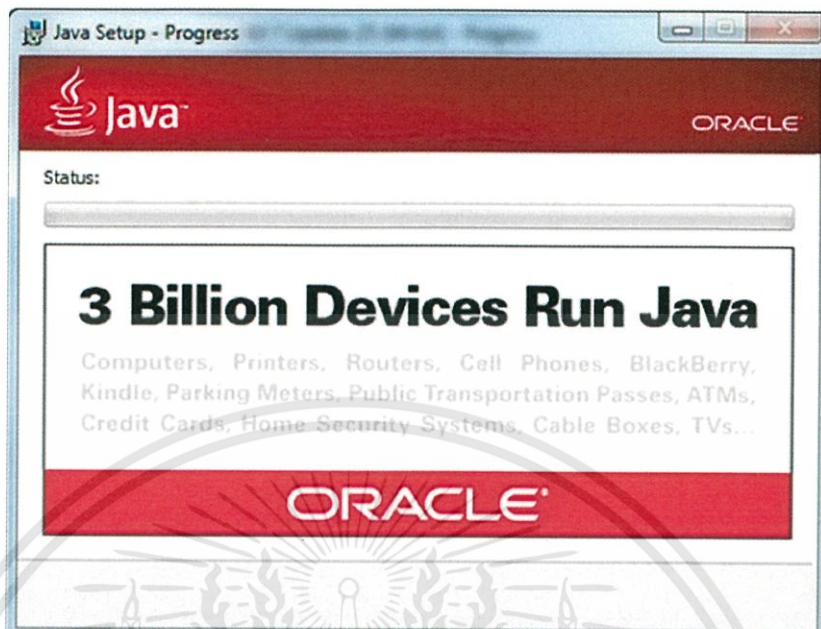 Java Setup - Progress
Java™
ORACLE
Status:
3 Billion Devices Run Java
Computers, Printers, Routers, Cell Phones, BlackBerry,
Kindle, Parking Meters, Public Transportation Passes, ATMs,
Credit Cards, Home Security Systems, Cable Boxes, TVs...
ORACLE®